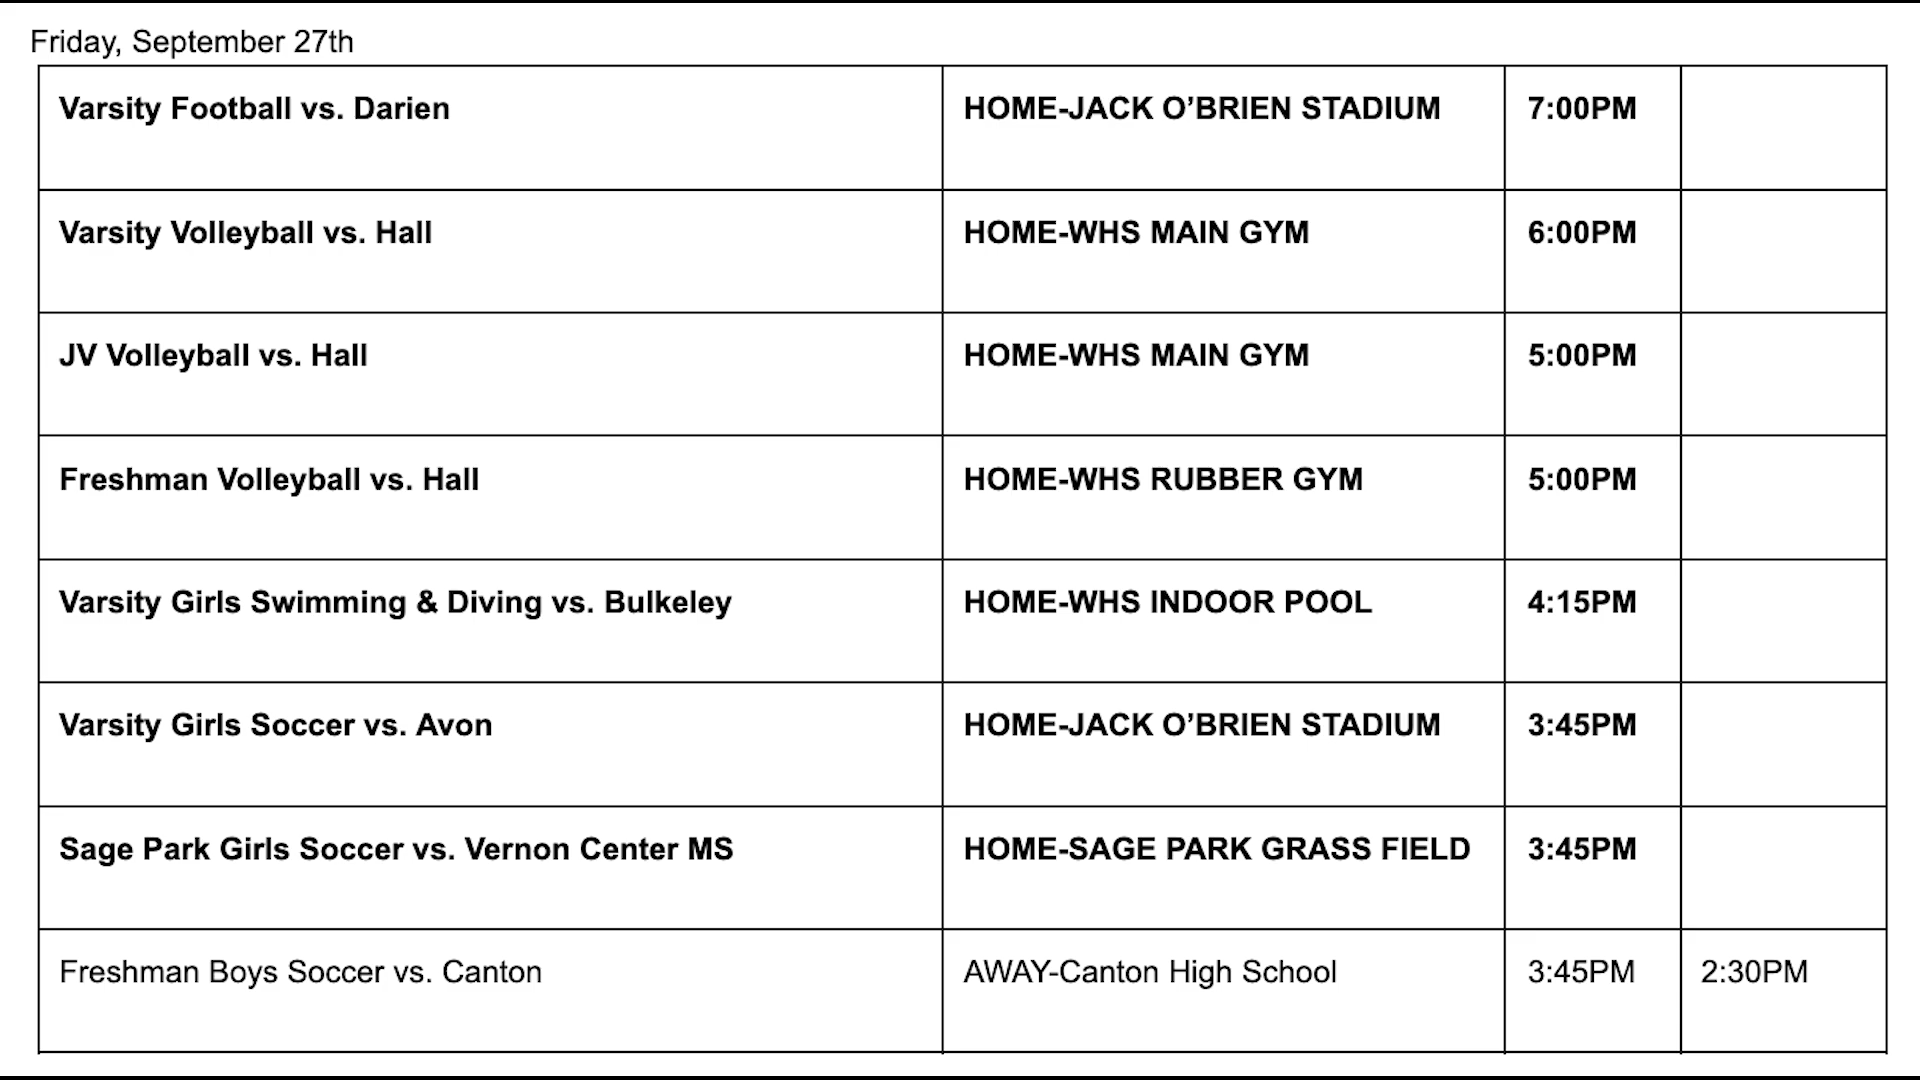 Friday, September 27th
Varsity Football vs. Darien HOME-JACK O’BRIEN STADIUM 7:00PM
Varsity Volleyball vs. Hall HOME-WHS MAIN GYM 6:00PM
JV Volleyball vs. Hall HOME-WHS MAIN GYM 5:00PM
Freshman Volleyball vs. Hall HOME-WHS RUBBER GYM 5:00PM
Varsity Girls Swimming & Diving vs. Bulkeley HOME-WHS INDOOR POOL 4:15PM
Varsity Girls Soccer vs. Avon HOME-JACK O’BRIEN STADIUM 3:45PM
Sage Park Girls Soccer vs. Vernon Center MS HOME-SAGE PARK GRASS FIELD 3:45PM
Freshman Boys Soccer vs. Canton AWAY-Canton High School 3:45PM 2:30PM